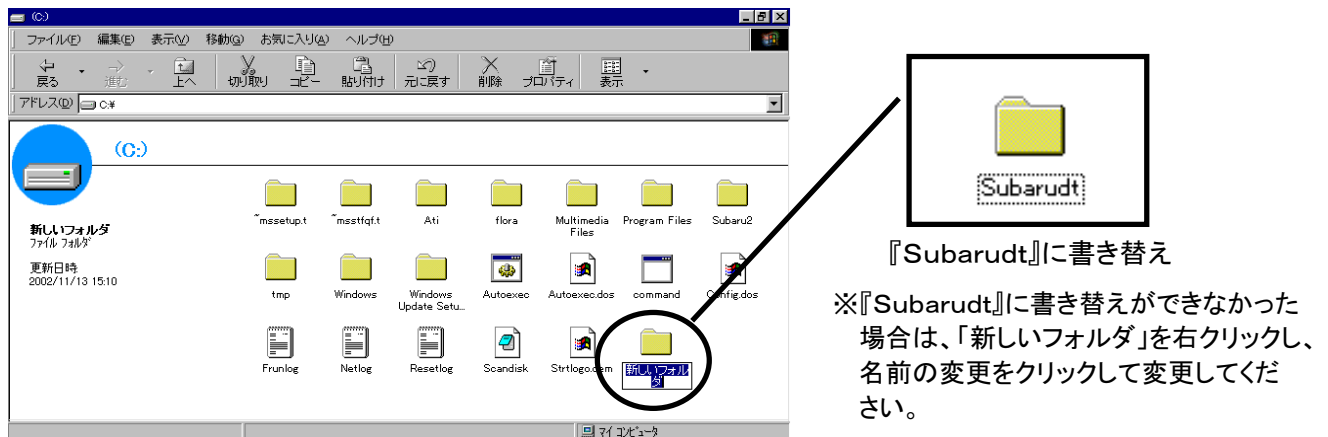 (C:)
ファイル(F) 編集(E) 表示(V) 移動(G) お気に入り(A) ヘルプ(H)
戻る 進む 上へ 切り取り コピー 貼り付け 元に戻す 削除 プロパティ 表示
アドレス(D) C:¥
(C:)
新しいフォルダ
ファイル フォルダ
更新日時
2002/11/13 15:10
~mssetup.t ~msstfqf.t Ati flora Multimedia Files Program Files Subaru2
tmp Windows Windows Update Setu... Autoexec Autoexec.dos command Config.dos
Frunlog Netlog Resetlog Scandisk Strtlogo.dem 新しいフォルダ
マイ コンピュータ
Subarudt
『Subarudt』に書き替え
※『Subarudt』に書き替えができなかった
場合は、「新しいフォルダ」を右クリックし、
名前の変更をクリックして変更してくだ
さい。